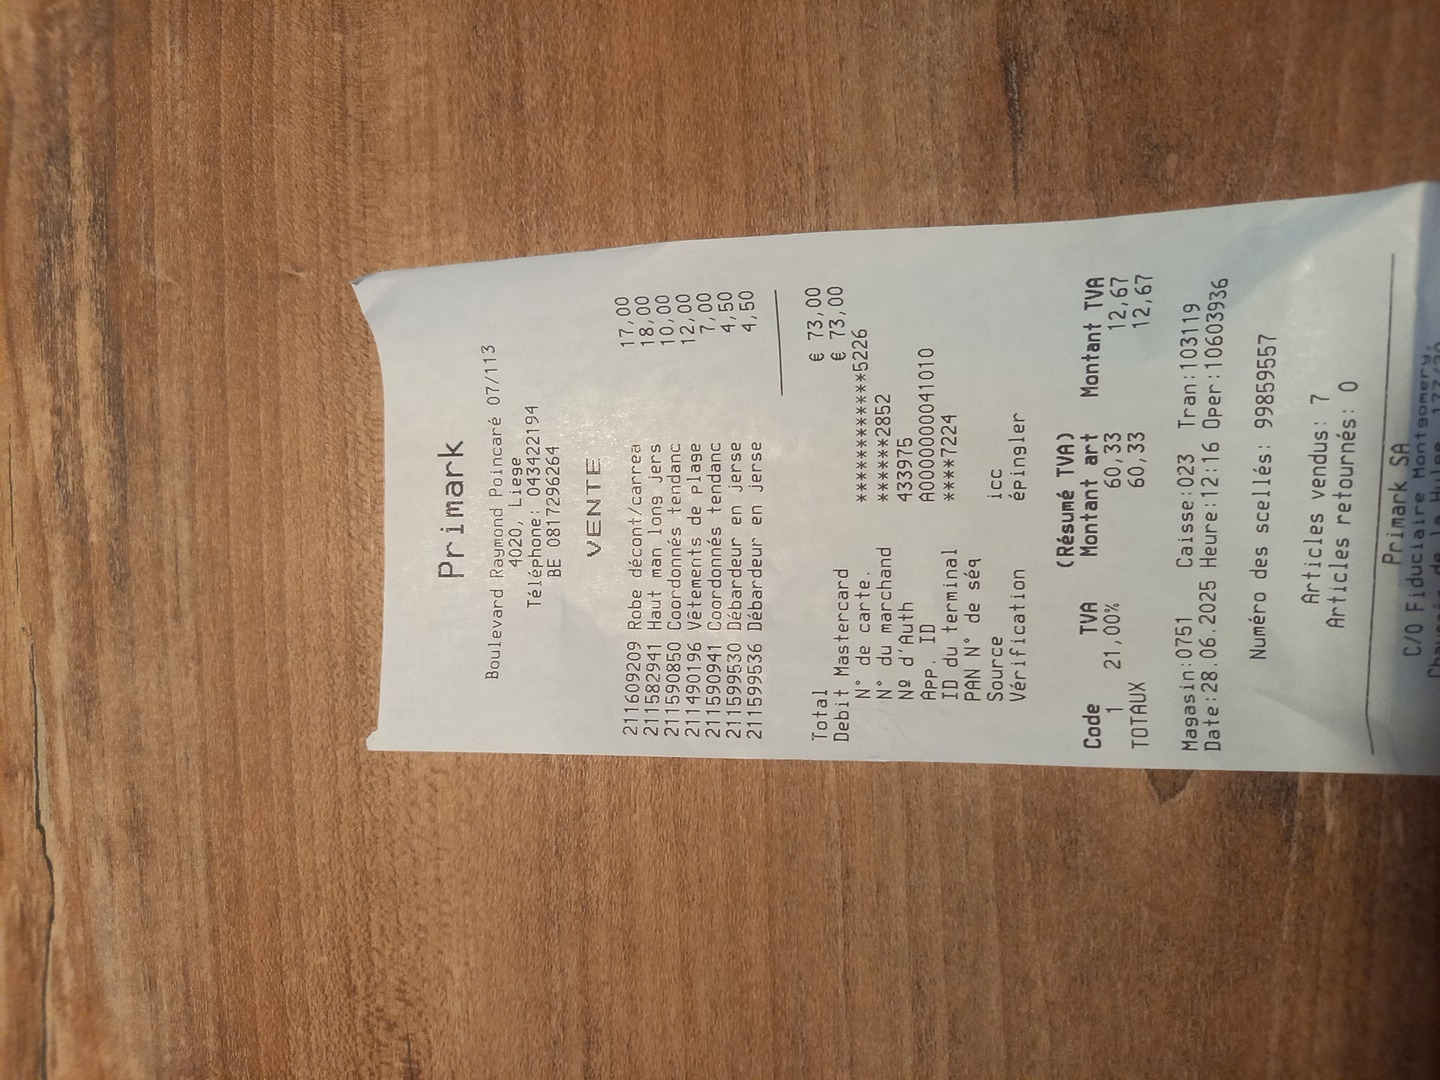 Primark
Boulevard Raymond Poincaré 07/113
4020, Liege
Téléphone: 043422194
BE 0817296264
VENTE
211609209 Robe décont/carrea 17,00
211582941 Haut man long jers 18,00
211590850 Coordonnés tendanc 10,00
211490196 Vêtements de plage 12,00
211590941 Coordonnés tendanc 7,00
211599530 Débardeur en jerse 4,50
211599536 Débardeur en jerse 4,50
Total € 73,00
Debit Mastercard € 73,00
N° de carte. ************5226
N° du marchand ******2852
Nº d'Auth 433975
App. ID A0000000041010
ID du terminal ****7224
PAN N° de séq
Source icc
Vérification épingler
(Résumé TVA)
Code TVA Montant art Montant TVA
1 21,00% 60,33 12,67
TOTAUX 60,33 12,67
Magasin:0751 Caisse:023 Tran:103119
Date:28.06.2025 Heure:12:16 Oper:10603936
Numéro des scellés: 99859557
Articles vendus: 7
Articles retournés: 0
Primark SA
C/O Fiduciaire Montgomery,
de la Hulpe